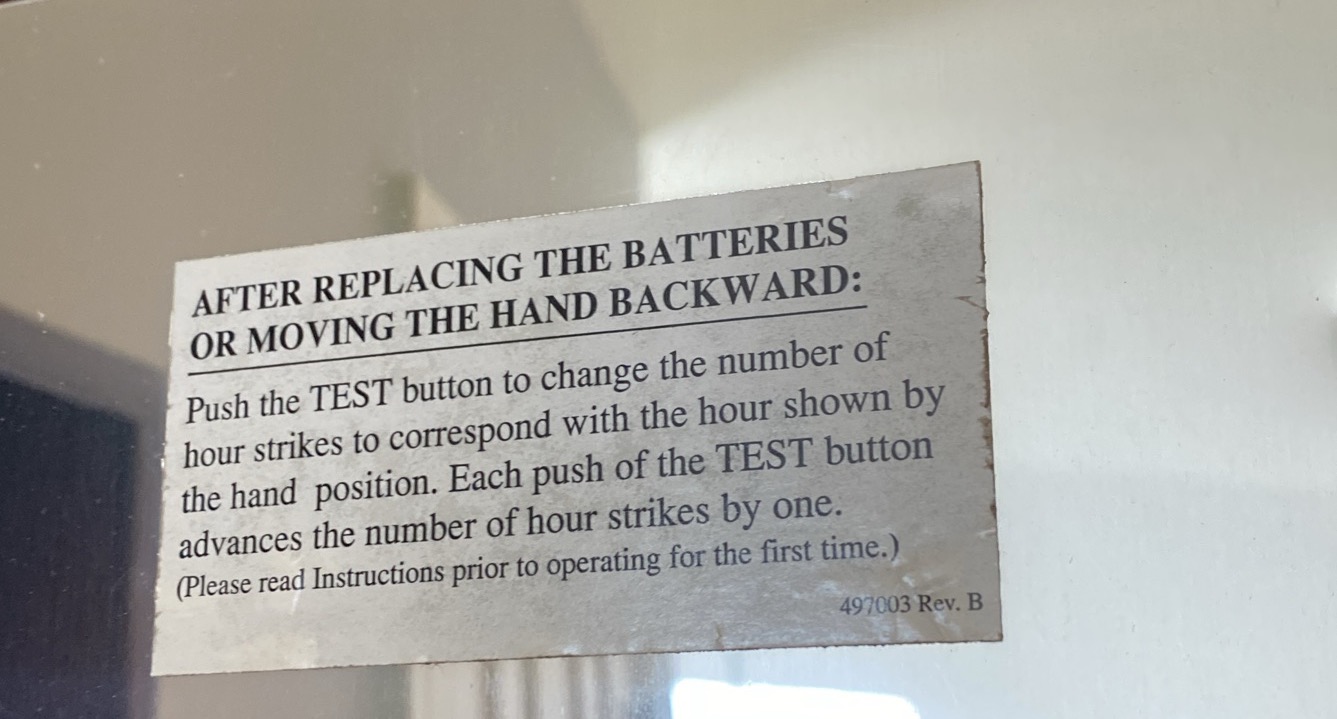 AFTER REPLACING THE BATTERIES
OR MOVING THE HAND BACKWARD:
Push the TEST button to change the number of
hour strikes to correspond with the hour shown by
the hand position. Each push of the TEST button
advances the number of hour strikes by one.
(Please read Instructions prior to operating for the first time.)
497003 Rev. B